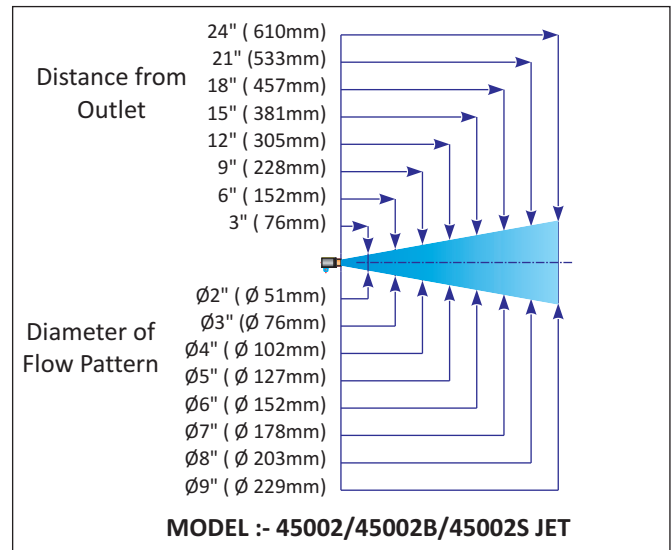 24" ( 610mm)
21" (533mm)
18" ( 457mm)
15" ( 381mm)
12" ( 305mm)
9" ( 228mm)
6" ( 152mm)
3" ( 76mm)
Distance from
Outlet
Ø2" ( Ø 51mm)
Ø3" (Ø 76mm)
Ø4" ( Ø 102mm)
Ø5" ( Ø 127mm)
Ø6" ( Ø 152mm)
Ø7" ( Ø 178mm)
Ø8" ( Ø 203mm)
Ø9" ( Ø 229mm)
Diameter of
Flow Pattern
MODEL :- 45002/45002B/45002S JET